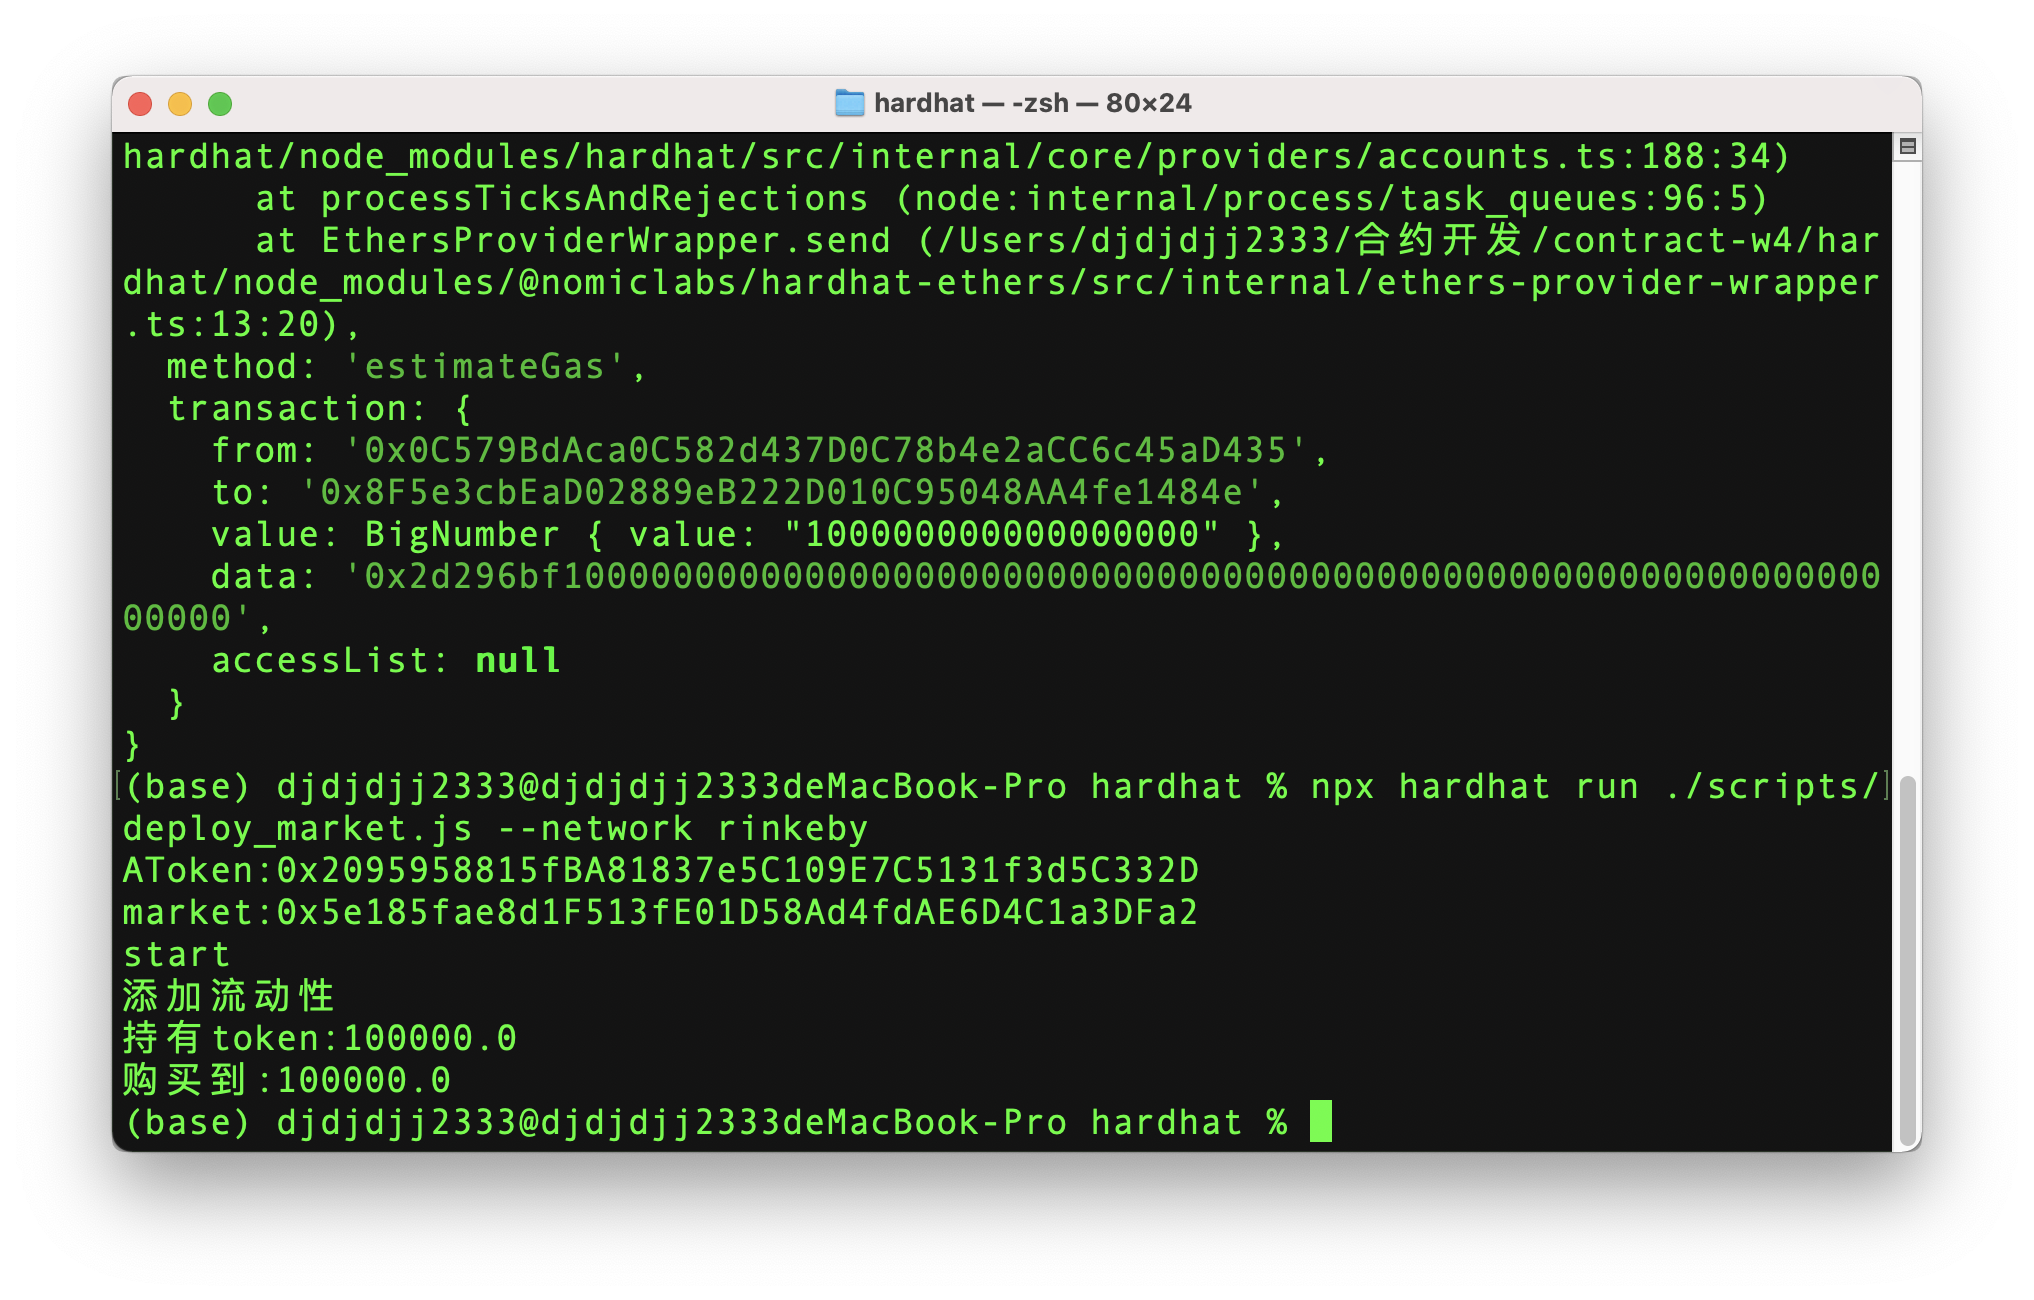 hardhat — -zsh — 80×24
hardhat/node_modules/hardhat/src/internal/core/providers/accounts.ts:188:34)
at processTicksAndRejections (node:internal/process/task_queues:96:5)
at EthersProviderWrapper.send (/Users/djdjdjj2333/合约开发/contract-w4/har
dhat/node_modules/@nomiclabs/hardhat-ethers/src/internal/ethers-provider-wrapper
.ts:13:20),
method: 'estimateGas',
transaction: {
from: '0x0C579BdAca0C582d437D0C78b4e2aCC6c45aD435',
to: '0x8F5e3cbEaD02889eB222D010C95048AA4fe1484e',
value: BigNumber { value: "100000000000000000" },
data: '0x2d296bf100000000000000000000000000000000000000000000000000000000000
00000',
accessList: null
}
}
(base) djdjdjj2333@djdjdjj2333deMacBook-Pro hardhat % npx hardhat run ./scripts/
deploy_market.js --network rinkeby
AToken:0x2095958815fBA81837e5C109E7C5131f3d5C332D
market:0x5e185fae8d1F513fE01D58Ad4fdAE6D4C1a3DFa2
start
添加流动性
持有token:100000.0
购买到:100000.0
(base) djdjdjj2333@djdjdjj2333deMacBook-Pro hardhat %